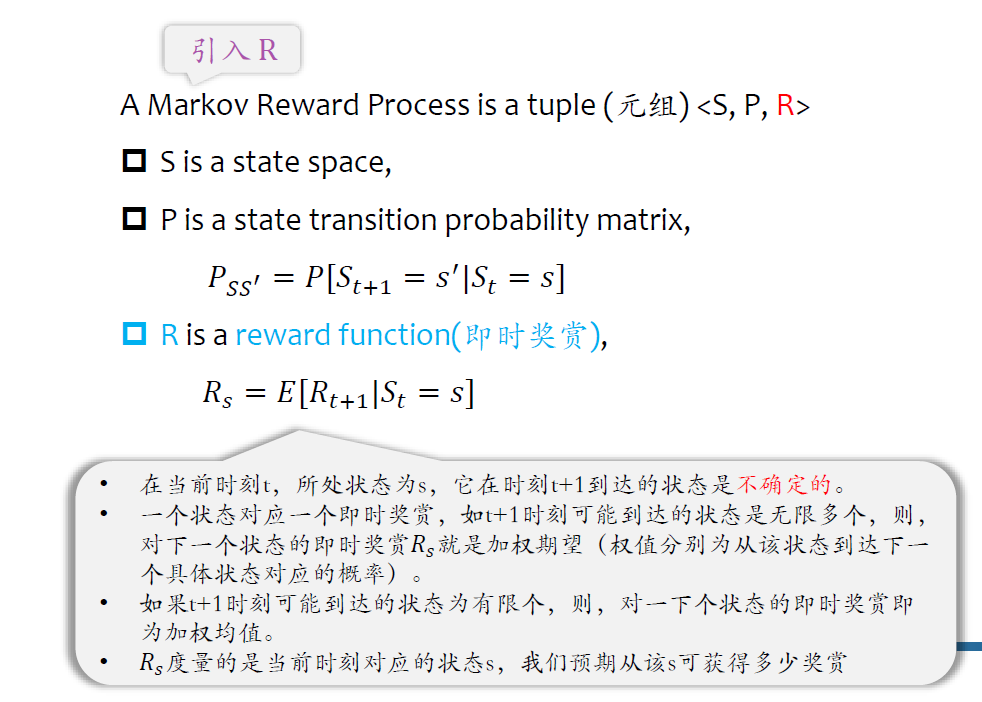 引入 R
A Markov Reward Process is a tuple (元组) <S, P, R>
S is a state space,
P is a state transition probability matrix,
P_{SS′} = P[S_{t+1} = s′|S_t = s]
R is a reward function(即时奖赏),
R_s = E[R_{t+1}|S_t = s]
• 在当前时刻t，所处状态为s，它在时刻t+1到达的状态是不确定的。
• 一个状态对应一个即时奖赏，如t+1时刻可能到达的状态是无限多个，则，
对下一个状态的即时奖赏R_s就是加权期望（权值分别为从该状态到达下一
个具体状态对应的概率）。
• 如果t+1时刻可能到达的状态为有限个，则，对一下个状态的即时奖赏即
为加权均值。
• R_s度量的是当前时刻对应的状态s，我们预期从该s可获得多少奖赏